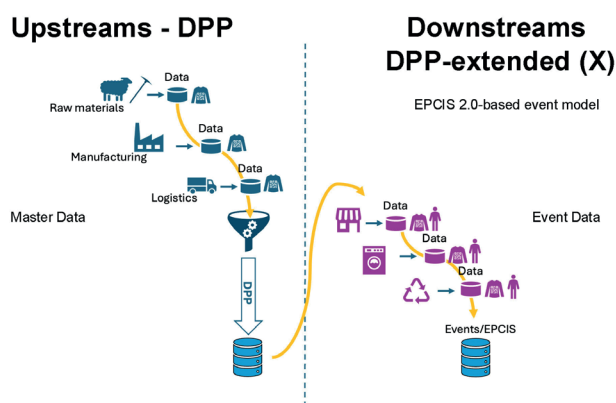 Upstreams - DPP
Downstreams
DPP-extended (X)
EPCIS 2.0-based event model
Data
Raw materials
Data
Manufacturing
Data
Logistics
Master Data
DPP
Data
Event Data
Data
Data
Events/EPCIS